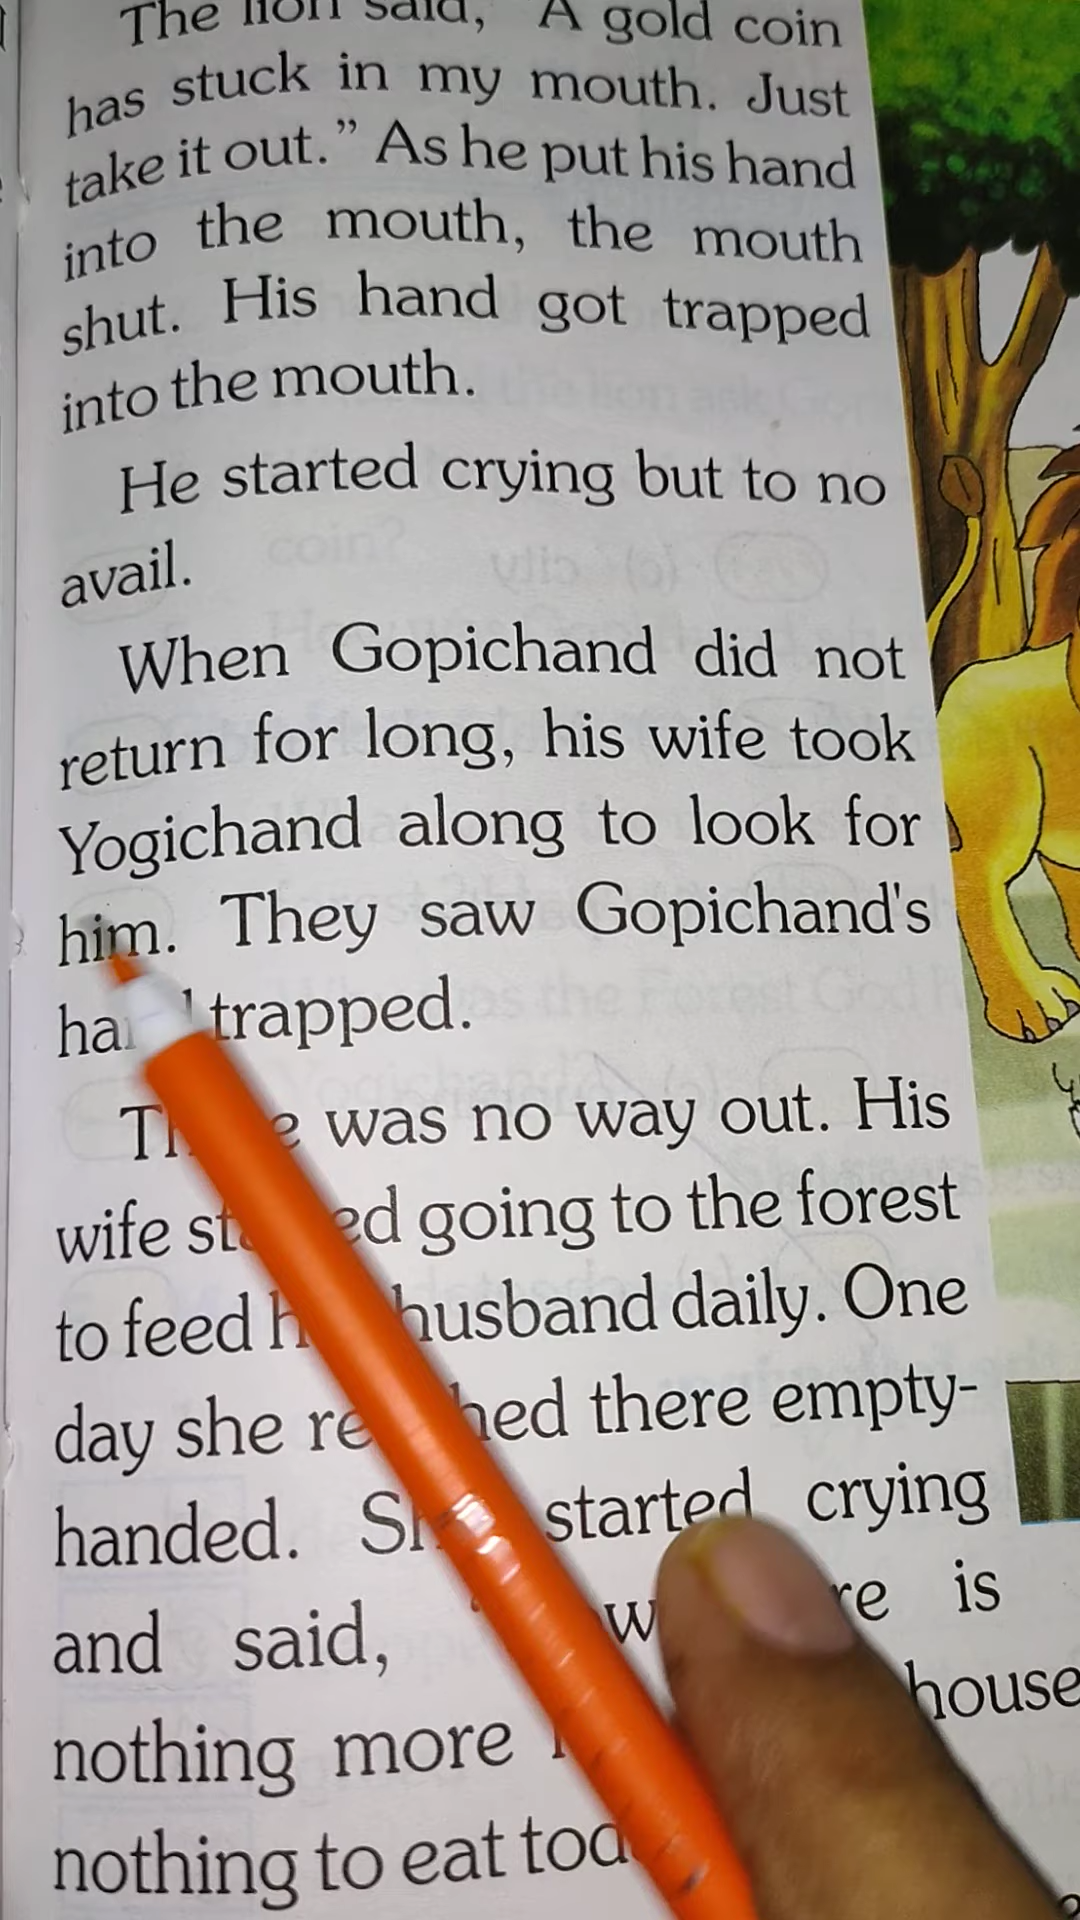 The lion said, "A gold coin
has stuck in my mouth. Just
take it out.” As he put his hand
into the mouth, the mouth
shut. His hand got trapped
into the mouth.
He started crying but to no
avail.
When Gopichand did not
return for long, his wife took
Yogichand along to look for
him. They saw Gopichand's
trapped.
was no way out. His
wife going to the forest
to feed husband daily. One
day she there empty-
handed. started crying
and said, is
nothing more house
nothing to eat